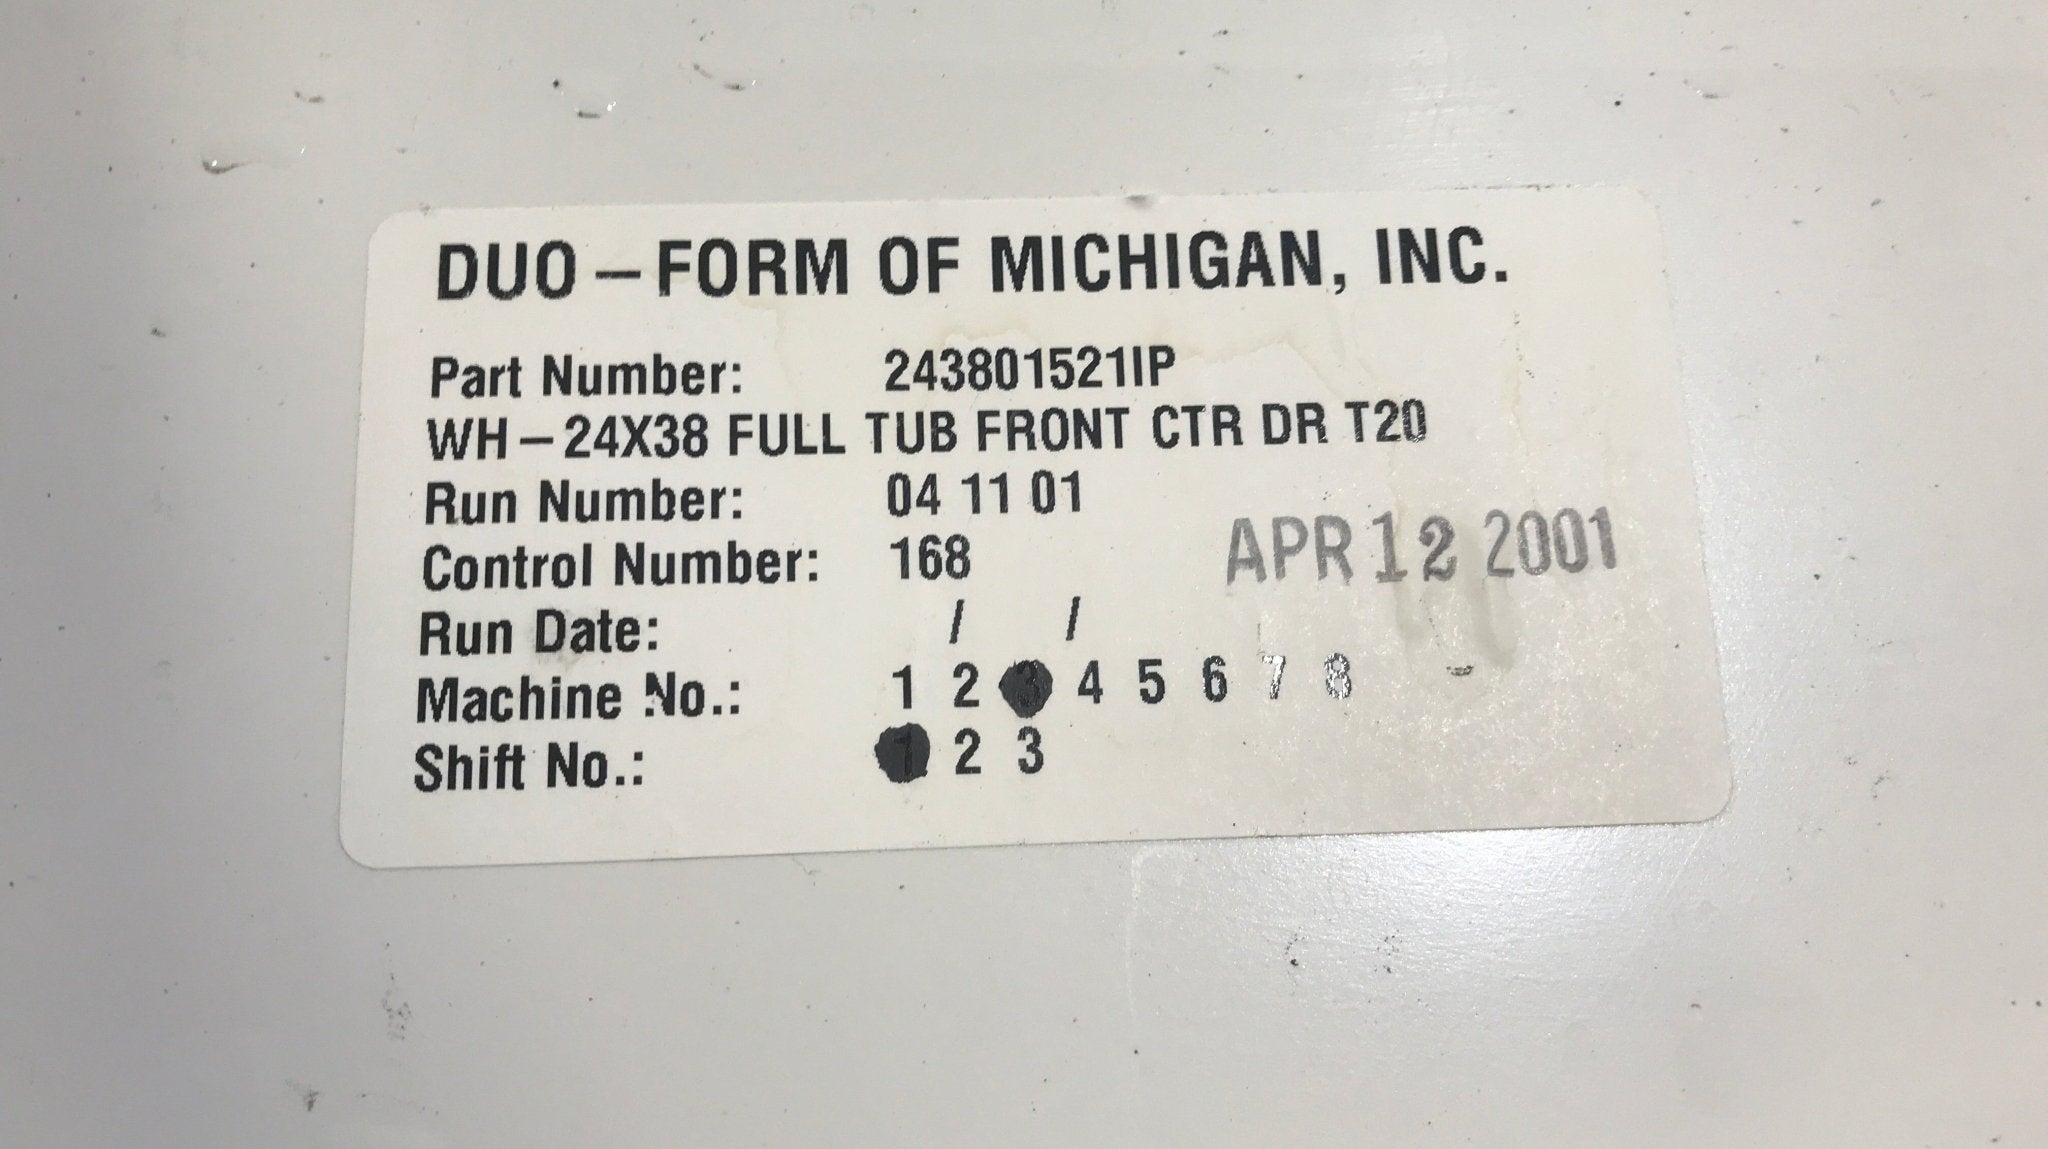 DUO-FORM OF MICHIGAN, INC.
Part Number: 243801521IP
WH-24X38 FULL TUB FRONT CTR DR T20
Run Number: 04 11 01
Control Number: 168
APR 12 2001
Run Date: / /
Machine No.: 1 2 3 4 5 6 7 8
Shift No.: 1 2 3